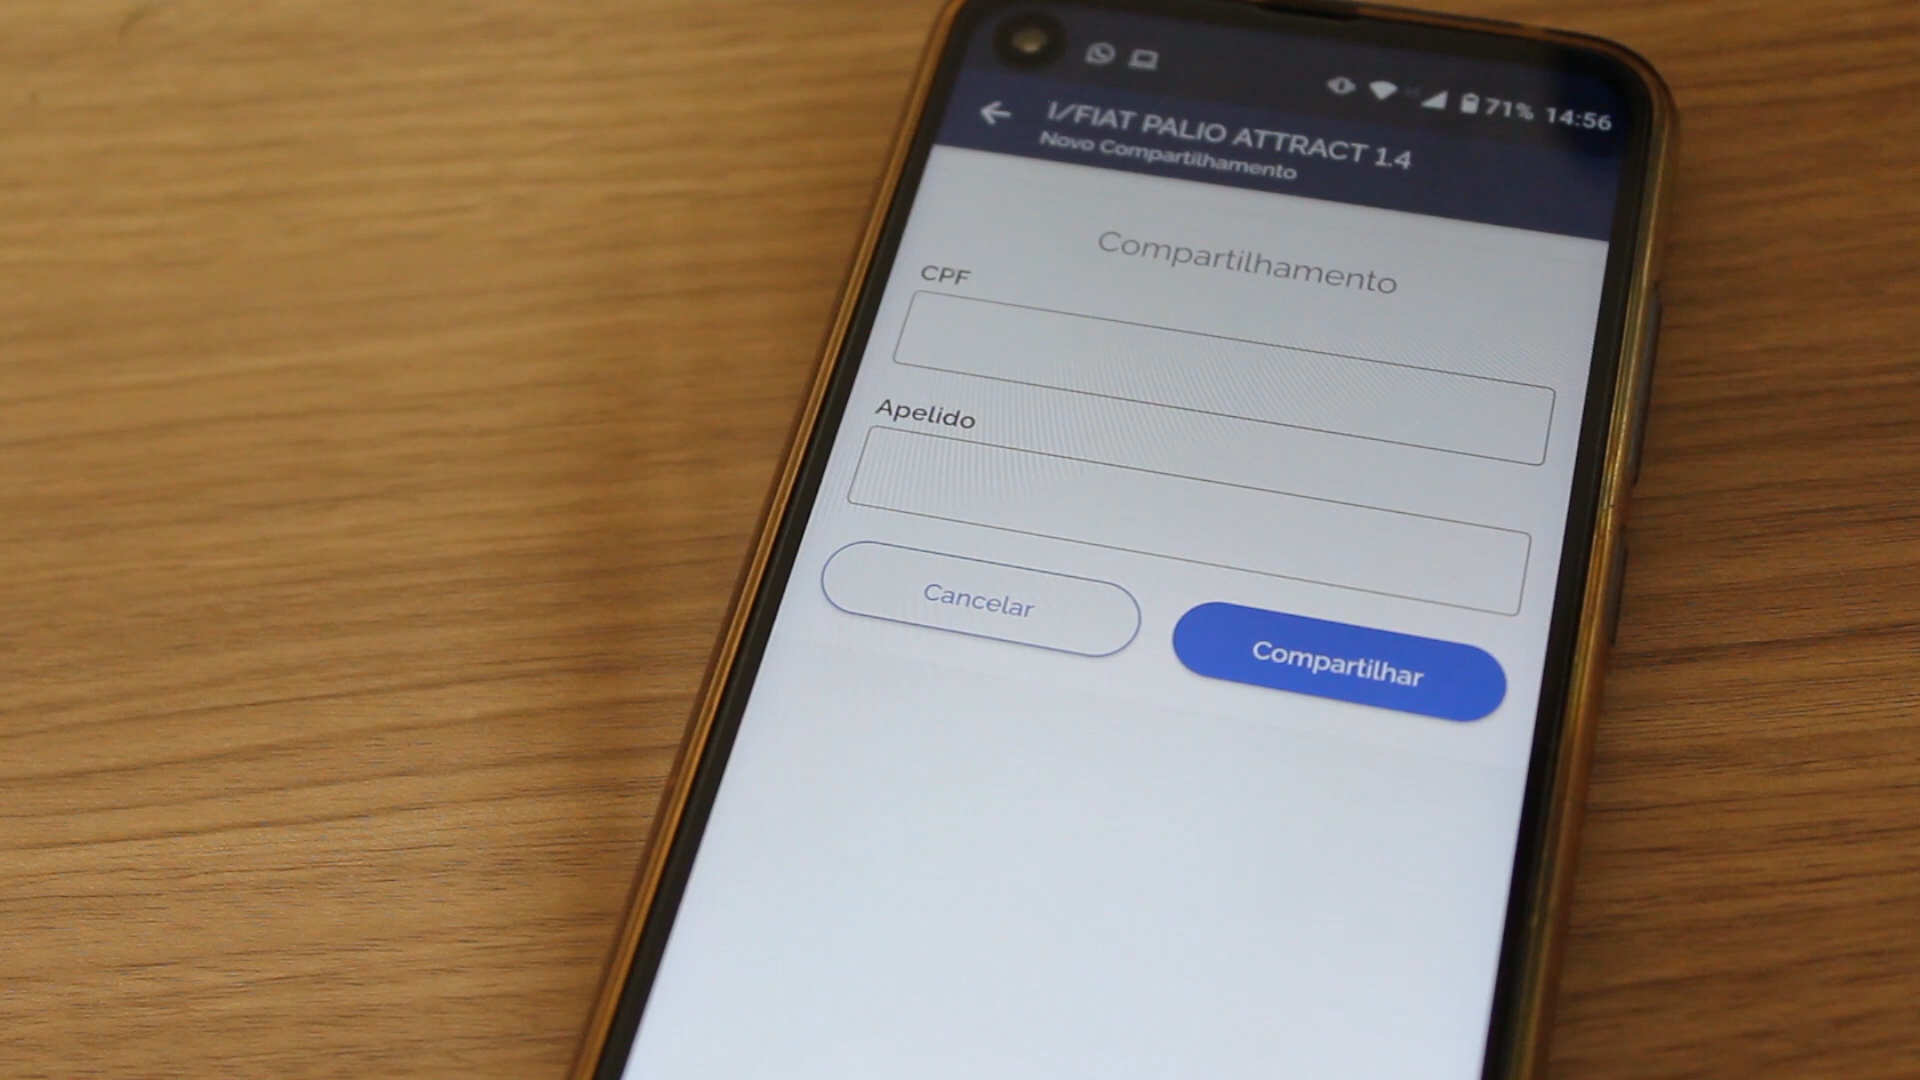 71% 14:56
I/FIAT PALIO ATTRACT 1.4
Novo Compartilhamento
Compartilhamento
CPF
Apelido
Cancelar
Compartilhar